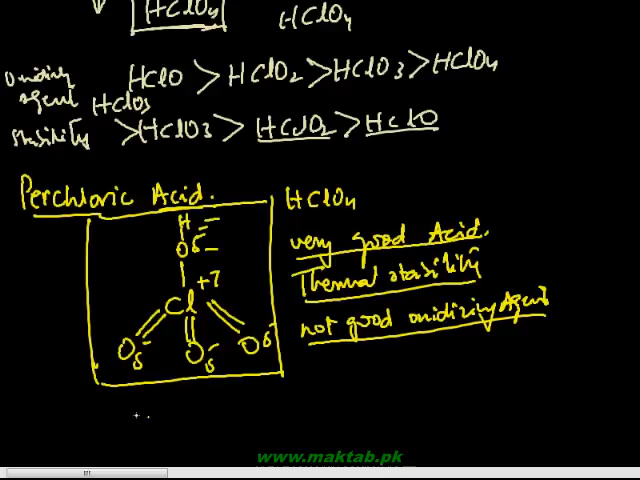 HClO4
HClO4
Oxidizing agent HClO > HClO2 > HClO3 > HClO4
HClO3
Stability > HClO3 > HClO2 > HClO
Perchloric Acid. HClO4
H
O δ-
Cl +7
O δ- O δ- O δ-
very good Acid.
Thermal stability
not good oxidizing Agent
www.maktab.pk